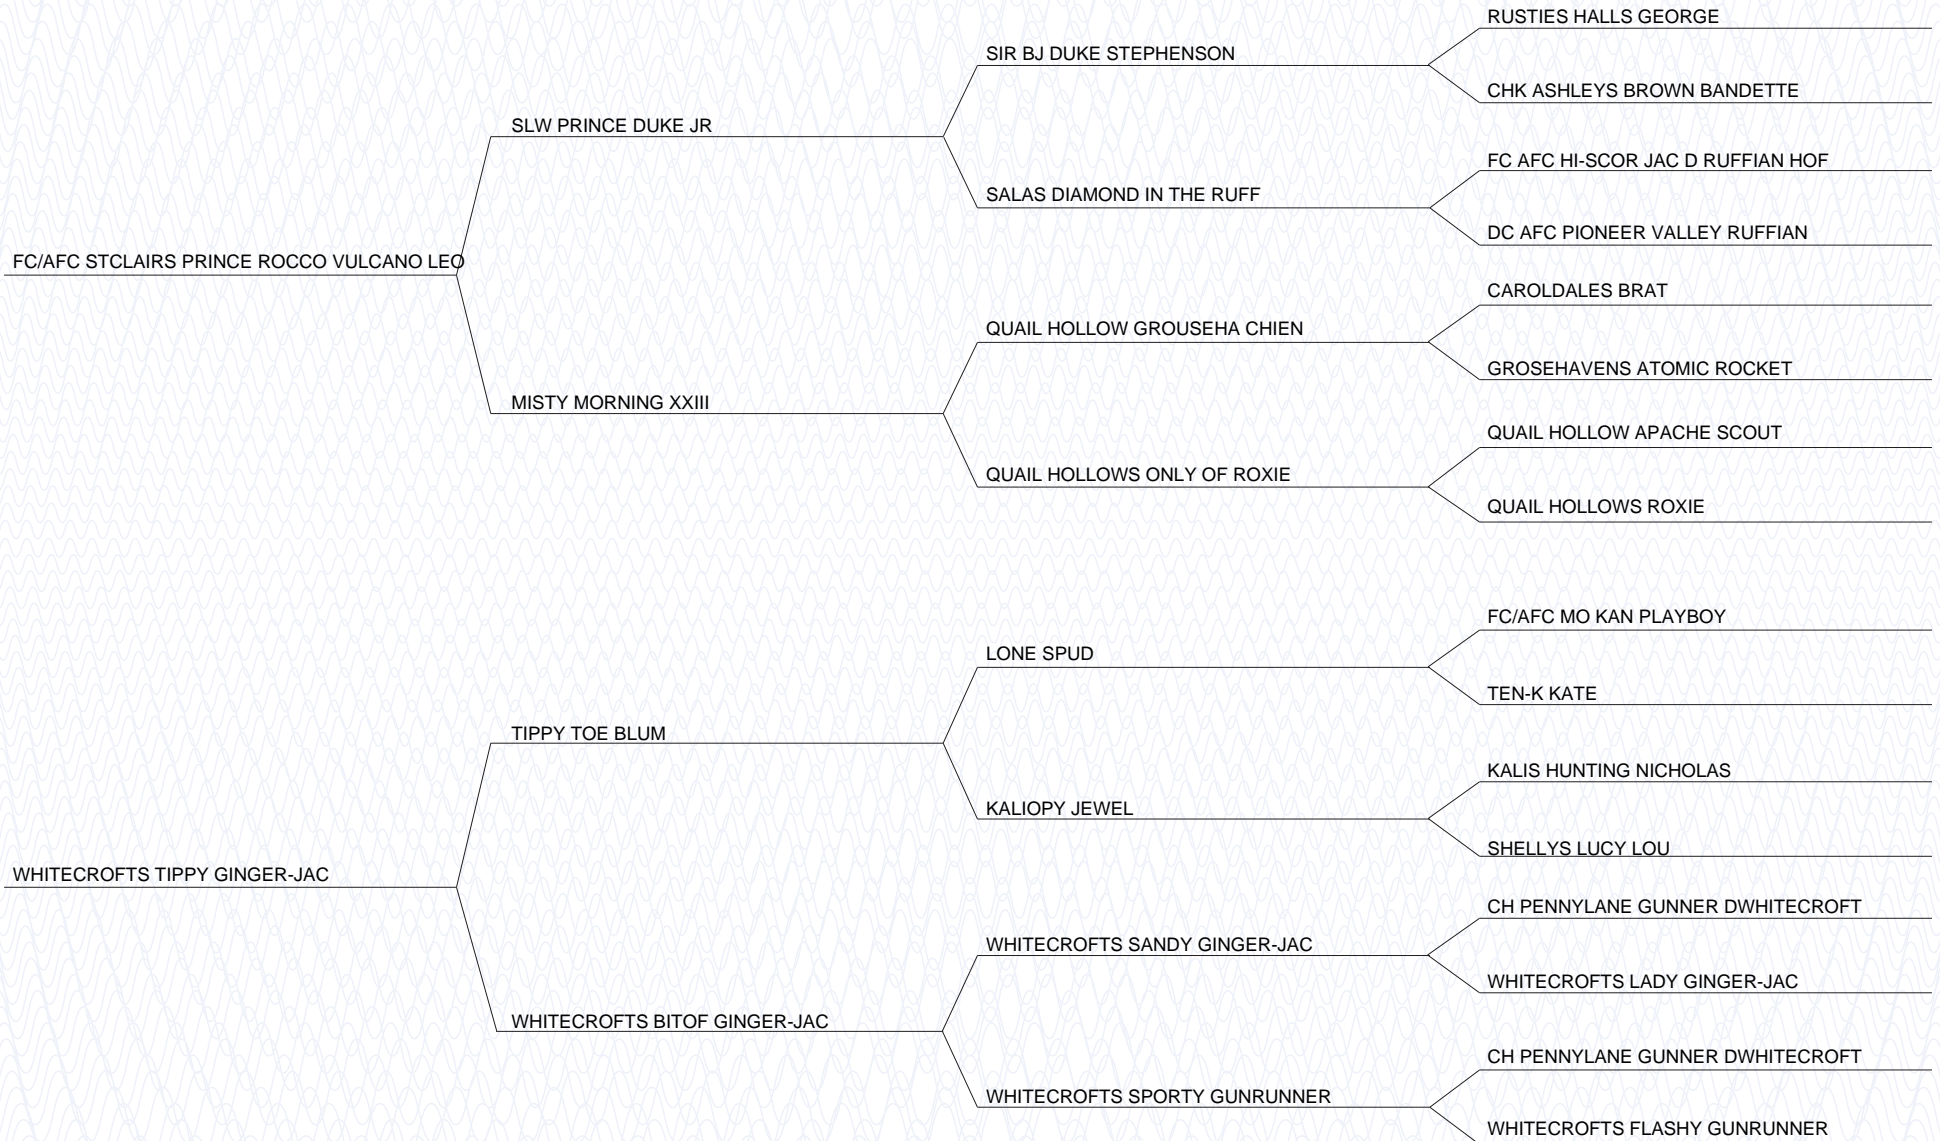 RUSTIES HALLS GEORGE
SIR BJ DUKE STEPHENSON
CHK ASHLEYS BROWN BANDETTE
SLW PRINCE DUKE JR
FC AFC HI-SCOR JAC D RUFFIAN HOF
SALAS DIAMOND IN THE RUFF
DC AFC PIONEER VALLEY RUFFIAN
FC/AFC STCLAIRS PRINCE ROCCO VULCANO LEO
CAROLDALES BRAT
QUAIL HOLLOW GROUSEHA CHIEN
GROSEHAVENS ATOMIC ROCKET
MISTY MORNING XXIII
QUAIL HOLLOW APACHE SCOUT
QUAIL HOLLOWS ONLY OF ROXIE
QUAIL HOLLOWS ROXIE
FC/AFC MO KAN PLAYBOY
LONE SPUD
TEN-K KATE
TIPPY TOE BLUM
KALIS HUNTING NICHOLAS
KALIOPY JEWEL
SHELLYS LUCY LOU
WHITECROFTS TIPPY GINGER-JAC
CH PENNYLANE GUNNER DWHITECROFT
WHITECROFTS SANDY GINGER-JAC
WHITECROFTS LADY GINGER-JAC
WHITECROFTS BITOF GINGER-JAC
CH PENNYLANE GUNNER DWHITECROFT
WHITECROFTS SPORTY GUNRUNNER
WHITECROFTS FLASHY GUNRUNNER